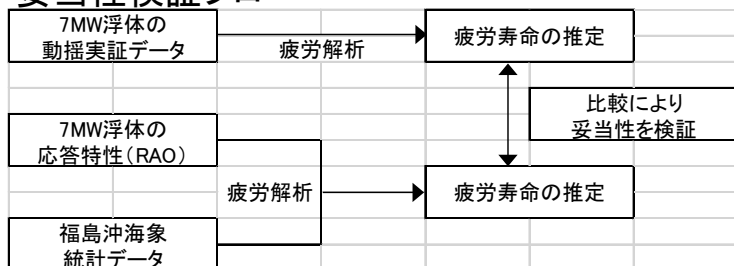 妥当性検証フロー
7MW浮体の
動揺実証データ
疲労解析
疲労寿命の推定
比較により
妥当性を検証
7MW浮体の
応答特性(RAO)
疲労解析
疲労寿命の推定
福島沖海象
統計データ